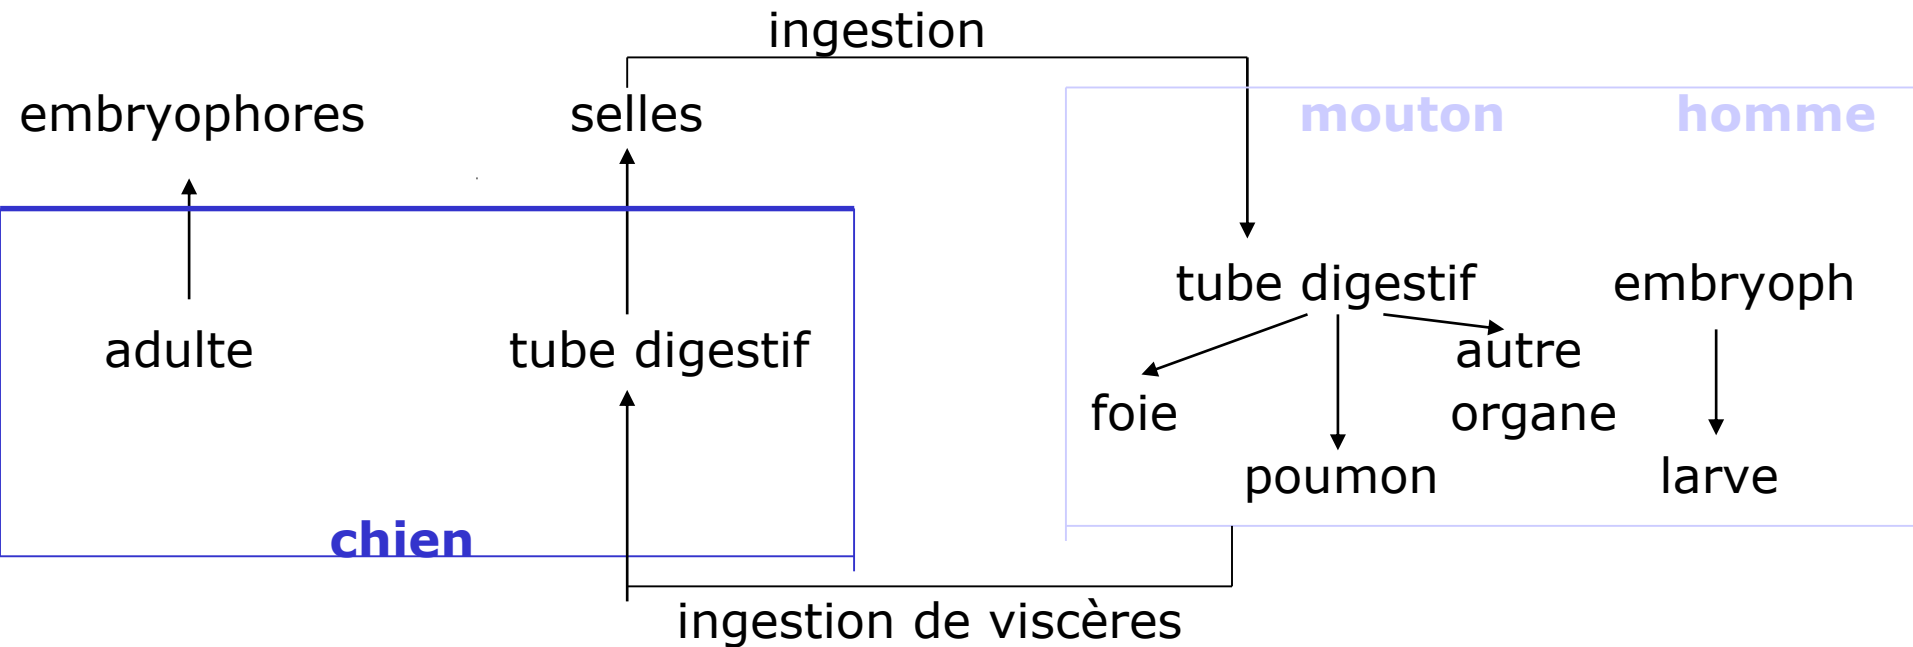 ingestion
embryophores selles mouton homme
tube digestif embryoph
adulte tube digestif autre
foie organe
poumon larve
chien
ingestion de viscères